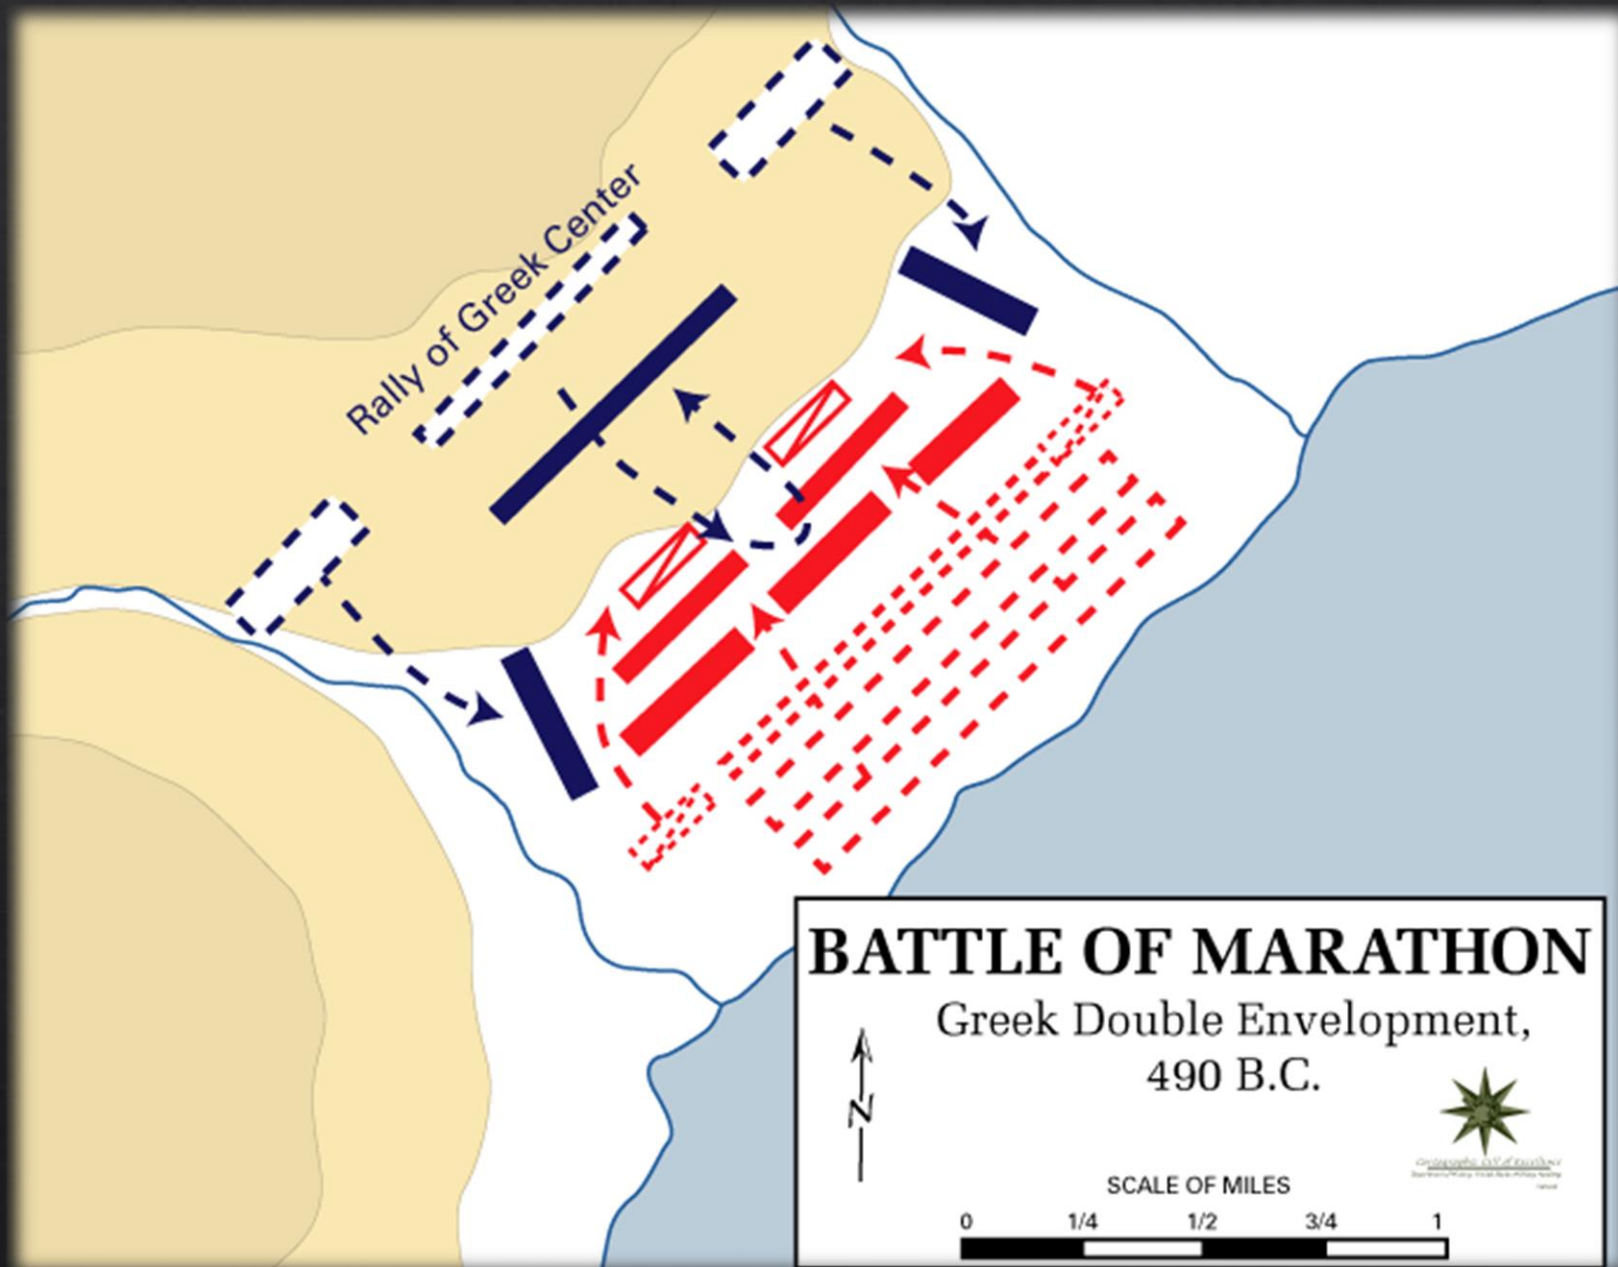 Rally of Greek Center
BATTLE OF MARATHON
Greek Double Envelopment,
490 B.C.
N
SCALE OF MILES
0 1/4 1/2 3/4 1